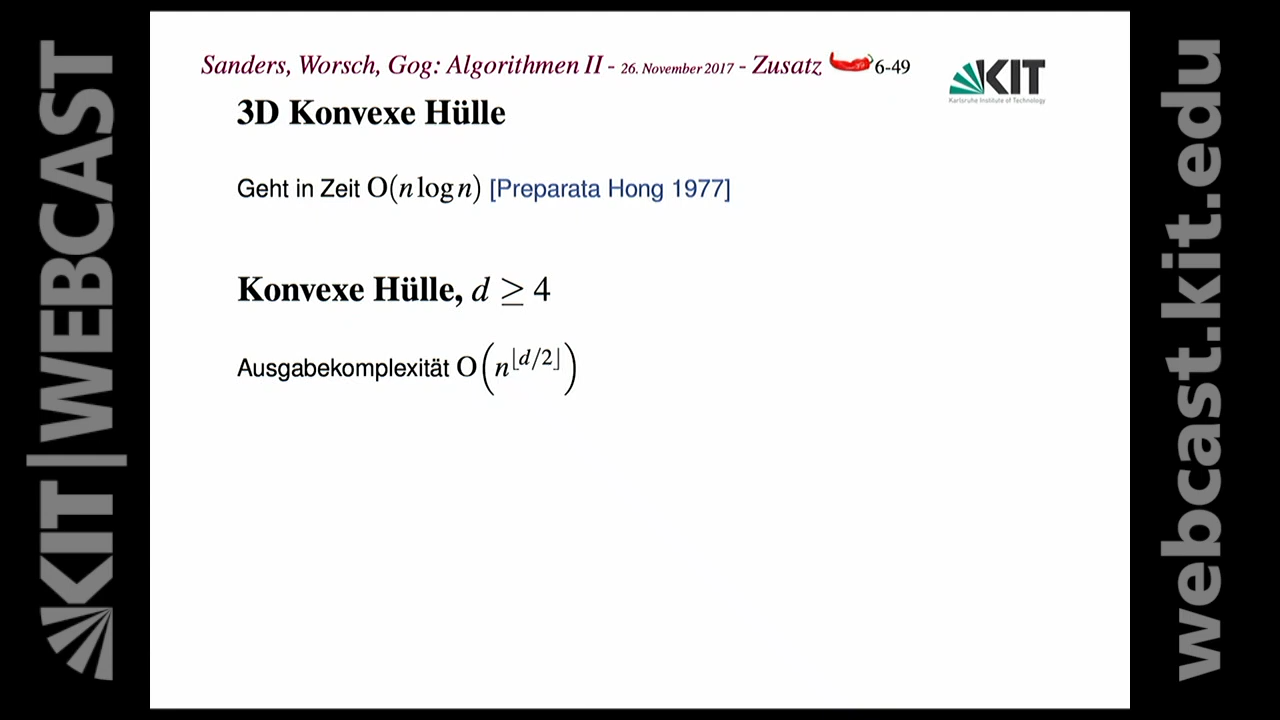 KIT|WEBCAST
Sanders, Worsch, Gog: Algorithmen II - 26. November 2017 - Zusatz 6-49
KIT
Karlsruhe Institute of Technology
3D Konvexe Hülle
Geht in Zeit O(n log n) [Preparata Hong 1977]
Konvexe Hülle, d ≥ 4
Ausgabekomplexität O(n^⌊d/2⌋)
webcast.kit.edu